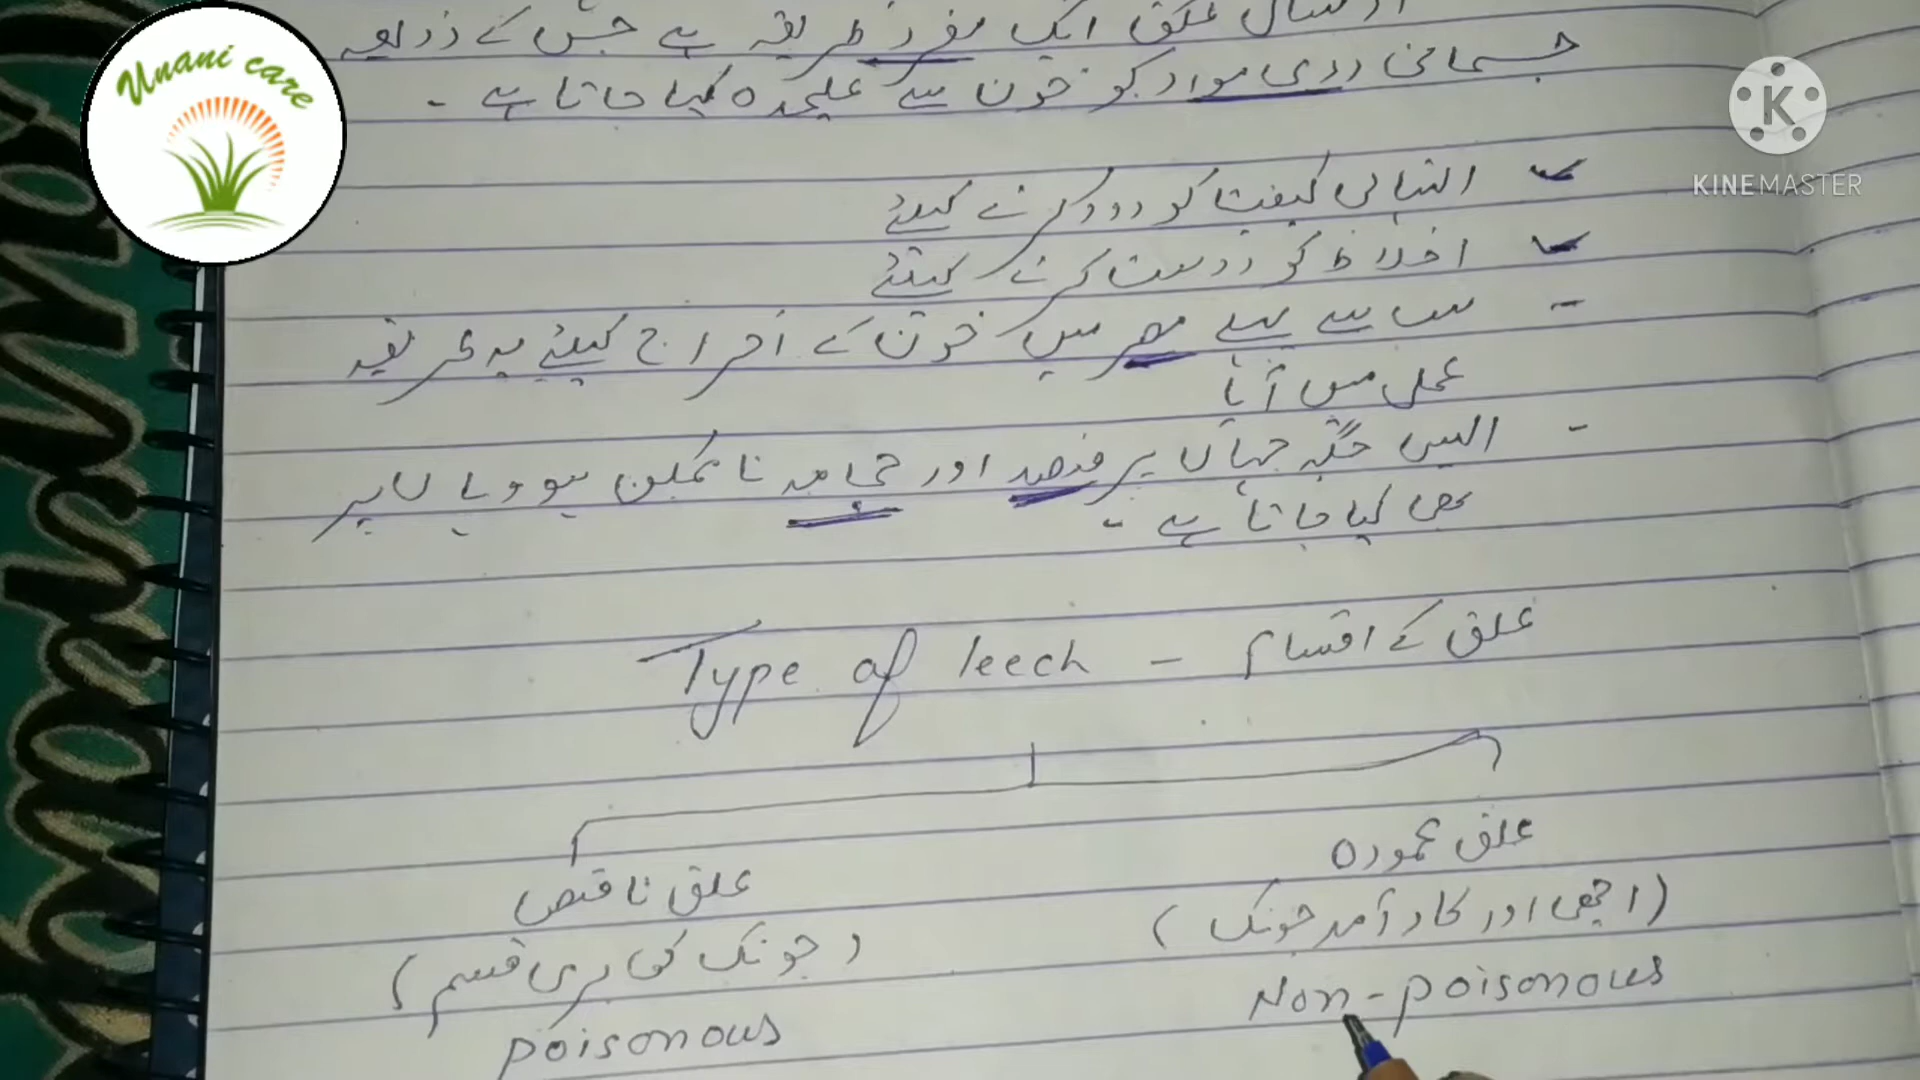 Unani care
KINEMASTER
ارسال علق ایک مفرد طریقہ ہے جس کے ذریعہ
جسمانی ردی مواد کو خون سے علیحدہ کیا جاتا ہے -
التہابی کیفیت کو دور کرنے کیلئے
اخلاط کو درست کرنے کیلئے
- سب سے پہلے مصر میں خون کے اخراج کیلئے یہ طریقہ
عمل میں آیا
- ایسی جگہ جہاں پر فصد اور حجامہ ناممکن ہو وہاں پر
بھی کیا جاتا ہے -
علق کے اقسام - Type of leech
علق محمودہ
(اچھی اور کارآمد جونک)
Non-poisonous
علق ناقص
(جونک کی بری قسم)
poisonous